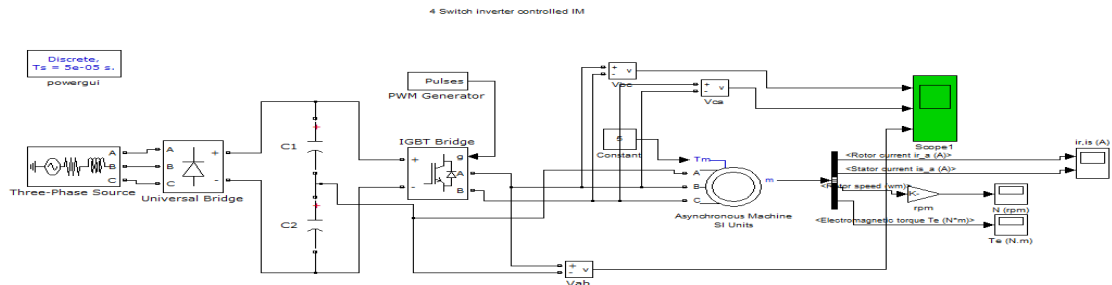 4 Switch inverter controlled IM
Discrete,
Ts = 5e-05 s.
powergui
Pulses
PWM Generator
+
-
v
Vbc
+
-
v
Vca
Scope1
A
B
C
Three-Phase Source
A
B
C
+
-
Universal Bridge
+
C1
+
C2
IGBT Bridge
+
-
g
A
B
5
Constant
Tm
A
B
C
m
Asynchronous Machine
SI Units
<Rotor current ir_a (A)>
<Stator current is_a (A)>
<Rotor speed (wm)>
<Electromagnetic torque Te (N*m)>
K-
rpm
ir,is (A)
N (rpm)
Te (N.m)
+
-
v
Vab